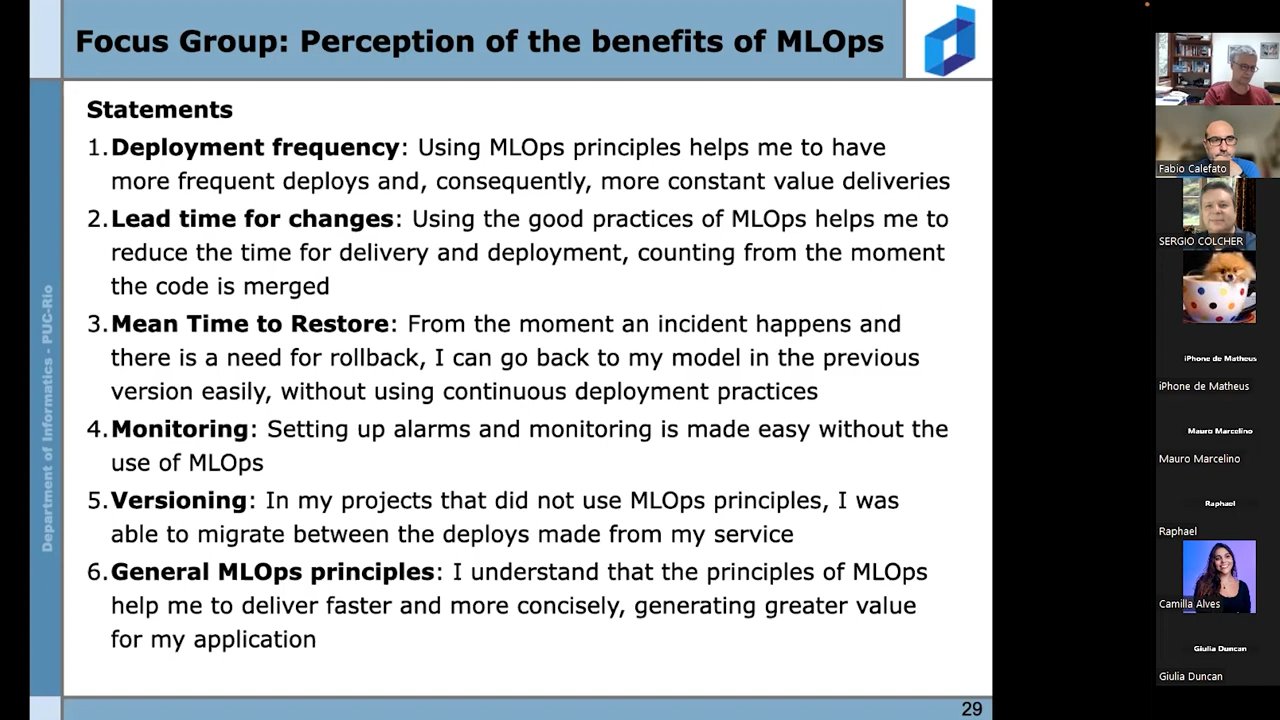 Focus Group: Perception of the benefits of MLOps
Statements
1. Deployment frequency: Using MLOps principles helps me to have
more frequent deploys and, consequently, more constant value deliveries
2. Lead time for changes: Using the good practices of MLOps helps me to
reduce the time for delivery and deployment, counting from the moment
the code is merged
3. Mean Time to Restore: From the moment an incident happens and
there is a need for rollback, I can go back to my model in the previous
version easily, without using continuous deployment practices
4. Monitoring: Setting up alarms and monitoring is made easy without the
use of MLOps
5. Versioning: In my projects that did not use MLOps principles, I was
able to migrate between the deploys made from my service
6. General MLOps principles: I understand that the principles of MLOps
help me to deliver faster and more concisely, generating greater value
for my application
Department of Informatics - PUC-Rio
29
Fabio Calefato
SERGIO COLCHER
iPhone de Matheus
iPhone de Matheus
Mauro Marcelino
Mauro Marcelino
Raphael
Raphael
Camilla Alves
Giulia Duncan
Giulia Duncan